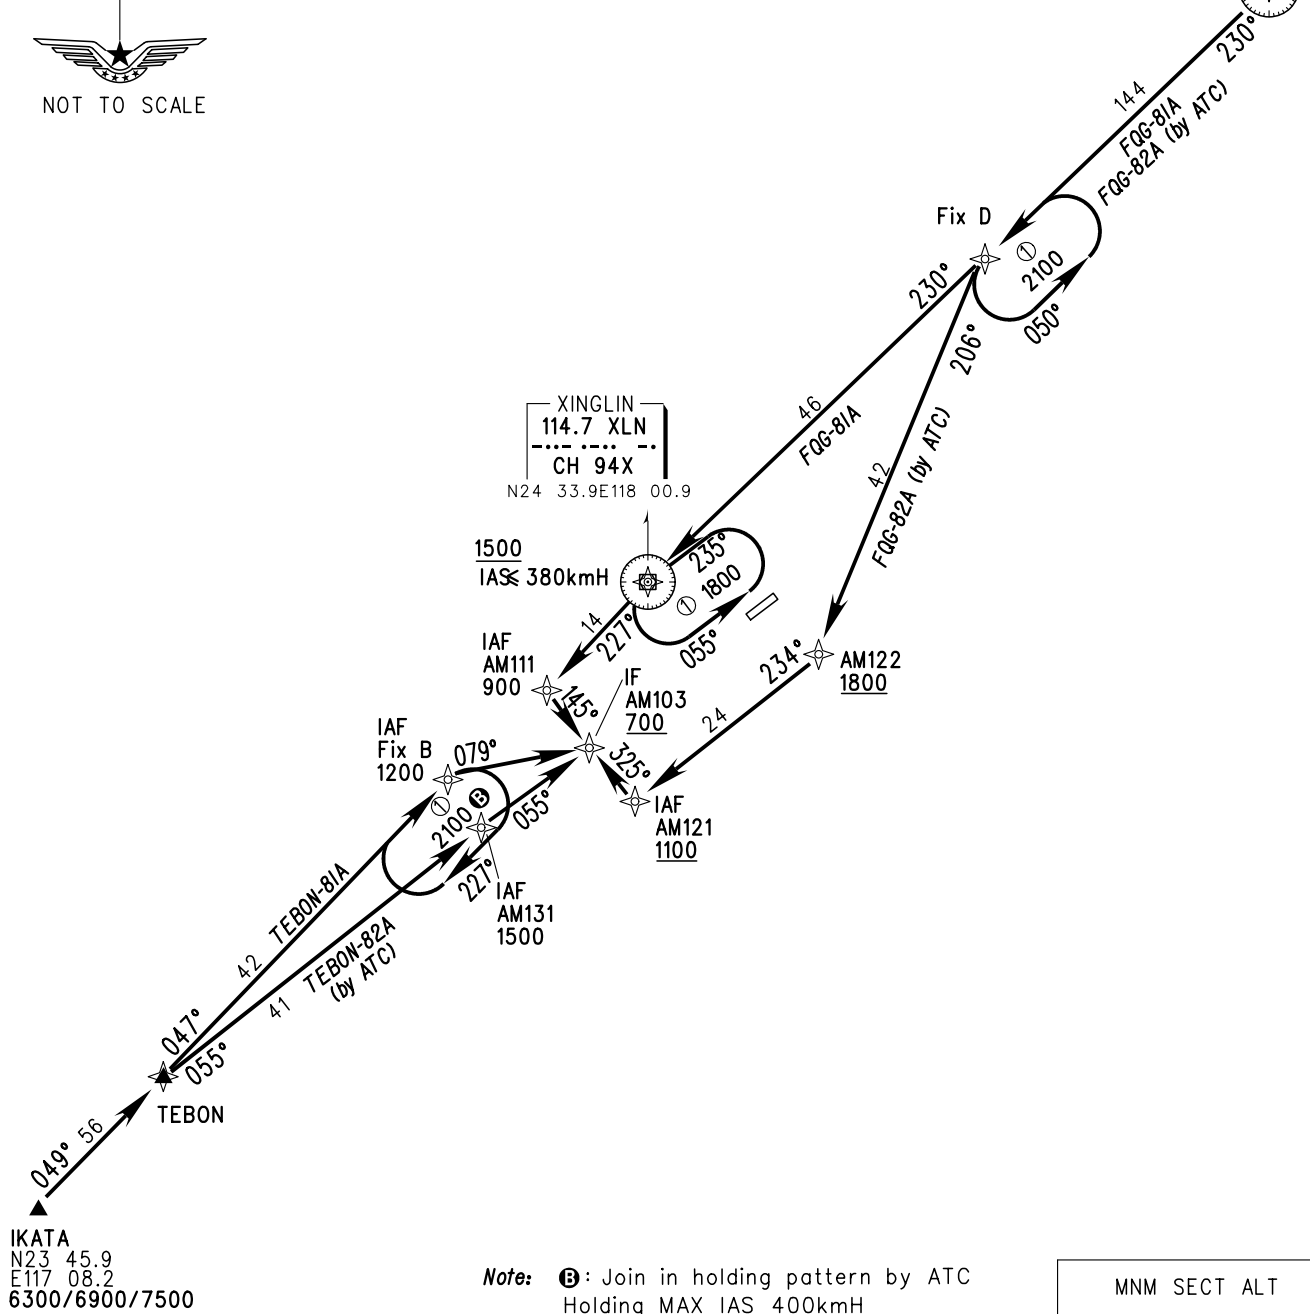 NOT TO SCALE
230°
144
FQG-81A
FQG-82A (by ATC)
Fix D
1
2100
050°
230°
206°
46
FQG-81A
42
FQG-82A (by ATC)
XINGLIN
114.7 XLN
CH 94X
N24 33.9E118 00.9
1500
IAS≤ 380kmH
235°
1 1800
055°
14
227°
IAF
AM111
900
145°
IF
AM103
700
234°
AM122
1800
24
325°
IAF
AM121
1100
IAF
Fix B
1200
079°
1
2100 B
055°
227°
IAF
AM131
1500
TEBON-81A
42
TEBON-82A
(by ATC)
41
047°
055°
TEBON
049° 56
IKATA
N23 45.9
E117 08.2
6300/6900/7500
Note: B: Join in holding pattern by ATC
Holding MAX IAS 400kmH
MNM SECT ALT